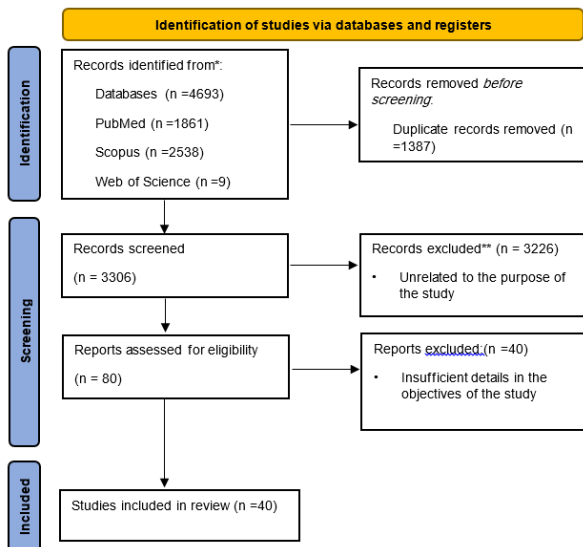 Identification of studies via databases and registers
Identification
Records identified from*:
Databases (n =4693)
PubMed (n =1861)
Scopus (n =2538)
Web of Science (n =9)
Records removed before
screening:
Duplicate records removed (n
=1387)
Screening
Records screened
(n = 3306)
Records excluded** (n = 3226)
• Unrelated to the purpose of
the study
Reports assessed for eligibility
(n = 80)
Reports excluded:(n =40)
• Insufficient details in the
objectives of the study
Included
Studies included in review (n =40)